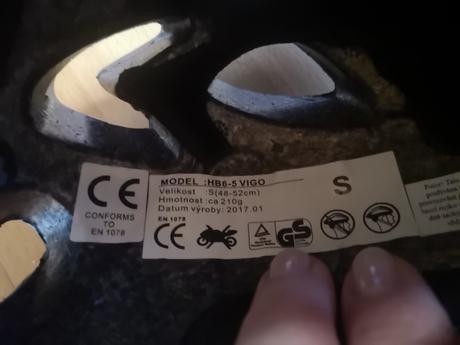 CE
CONFORMS
TO
EN 1078
MODEL :HB6-5 VIGO
Velikost :S(48-52cm)
Hmotnost :ca 210g
Datum výroby :2017.01
EN 1078
CE
GS
S